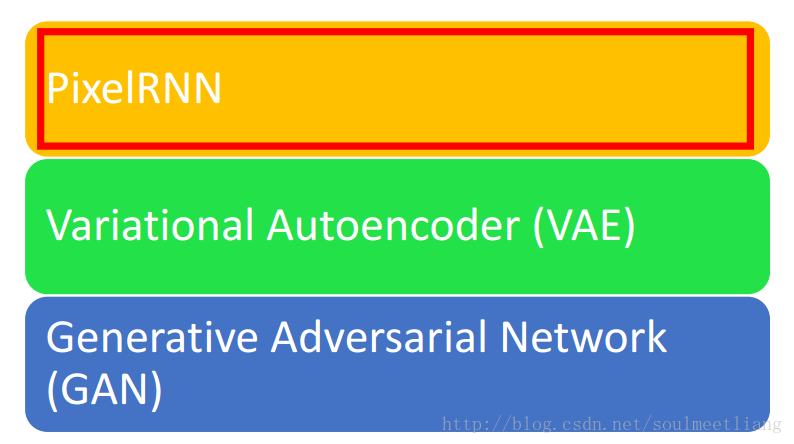 PixelRNN
Variational Autoencoder (VAE)
Generative Adversarial Network
(GAN)
http://blog.csdn.net/soulmeetliang